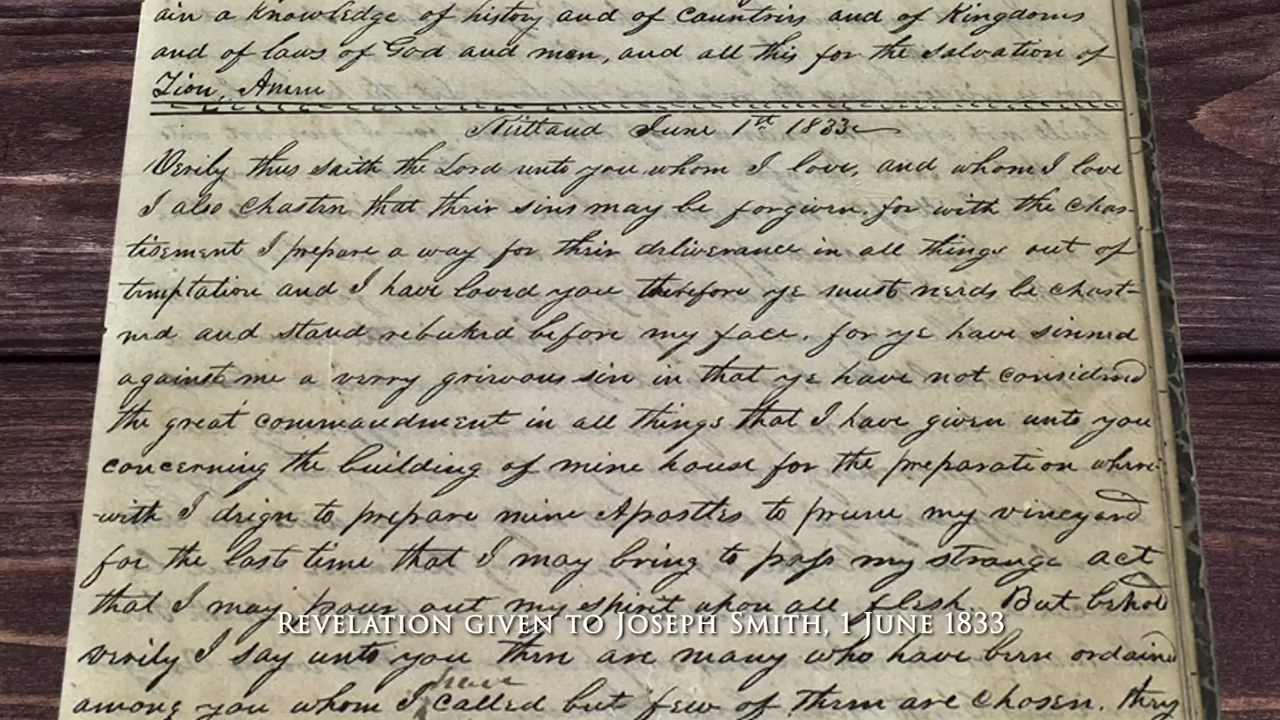 ain a knowledge of history and of countries and of Kingdoms
and of laws of God and men, and all this for the salvation of
Zion, Amen
Kirtland June 1st. 1833
Verily thus saith the Lord unto you whom I love, and whom I love
I also chasten that their sins may be forgiven. for with the chas-
tisement I prepare a way for their deliverance in all things out of
temptation and I have loved you therefore ye must needs be chast-
ned and stand rebuked before my face, for ye have sinned
against me a verry grievous sin in that ye have not considered
the great commandment in all things that I have given unto you
concerning the building of mine house for the preparation where-
-with I deign to prepare mine Apostles to prune my vineyard
for the last time that I may bring to pass my strange act
that I may pour out my spirit upon all flesh. But behold
Revelation given to Joseph Smith, 1 June 1833
verily I say unto you there are many who have been ordained
have
among you whom I called but few of them are chosen. they